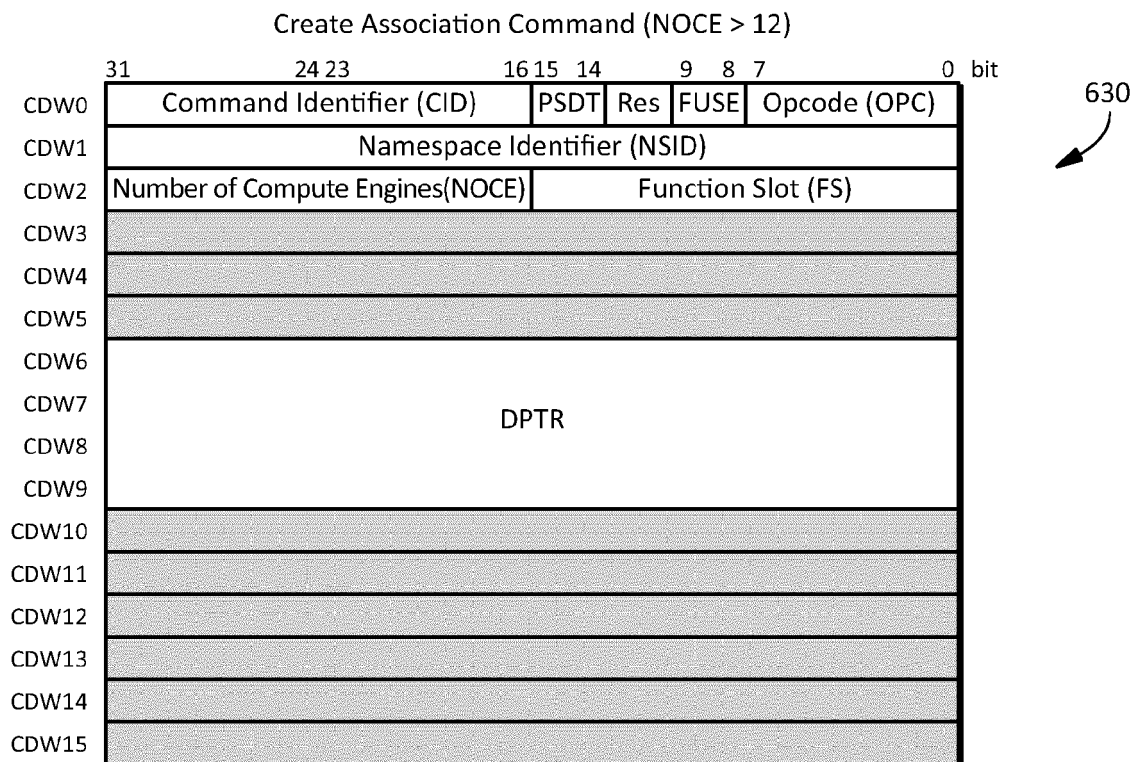 Create Association Command (NOCE > 12)
31 24 23 16 15 14 9 8 7 0 bit
CDW0 Command Identifier (CID) PSDT Res FUSE Opcode (OPC) 630
CDW1 Namespace Identifier (NSID)
CDW2 Number of Compute Engines(NOCE) Function Slot (FS)
CDW3
CDW4
CDW5
CDW6
CDW7
DPTR
CDW8
CDW9
CDW10
CDW11
CDW12
CDW13
CDW14
CDW15